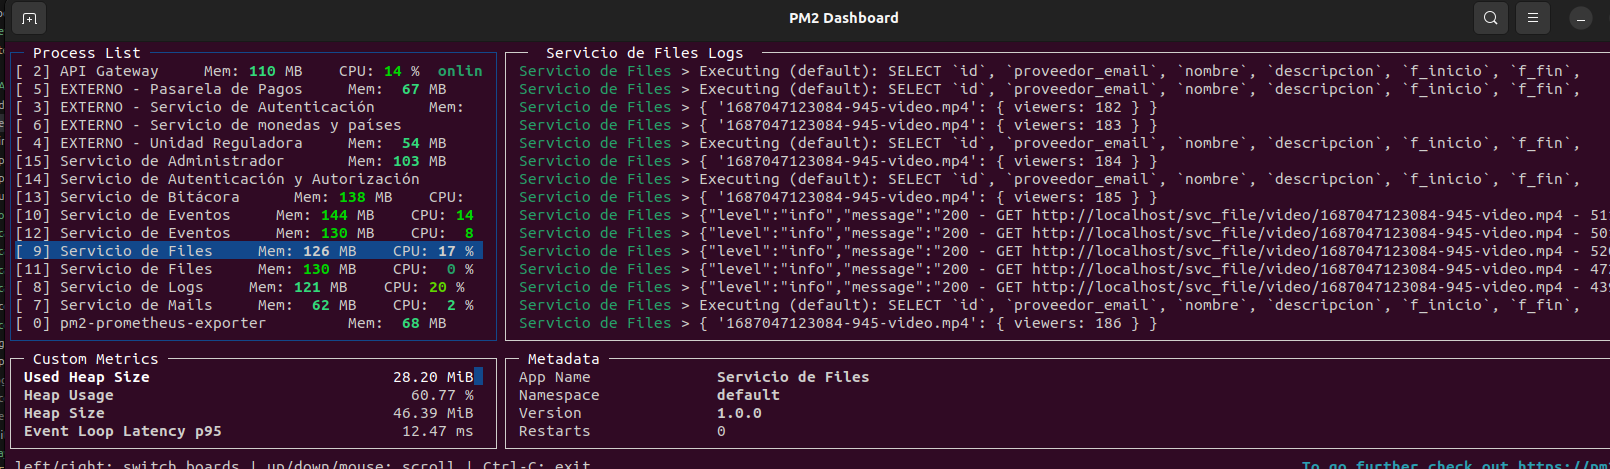 PM2 Dashboard
Process List
[ 2] API Gateway Mem: 110 MB CPU: 14 % onlin
[ 5] EXTERNO - Pasarela de Pagos Mem: 67 MB
[ 3] EXTERNO - Servicio de Autenticación Mem:
[ 6] EXTERNO - Servicio de monedas y países
[ 4] EXTERNO - Unidad Reguladora Mem: 54 MB
[15] Servicio de Administrador Mem: 103 MB
[14] Servicio de Autenticación y Autorización
[13] Servicio de Bitácora Mem: 138 MB CPU:
[10] Servicio de Eventos Mem: 144 MB CPU: 14
[12] Servicio de Eventos Mem: 130 MB CPU: 8
[ 9] Servicio de Files Mem: 126 MB CPU: 17 %
[11] Servicio de Files Mem: 130 MB CPU: 0 %
[ 8] Servicio de Logs Mem: 121 MB CPU: 20 %
[ 7] Servicio de Mails Mem: 62 MB CPU: 2 %
[ 0] pm2-prometheus-exporter Mem: 68 MB
Servicio de Files Logs
Servicio de Files > Executing (default): SELECT `id`, `proveedor_email`, `nombre`, `descripcion`, `f_inicio`, `f_fin`,
Servicio de Files > Executing (default): SELECT `id`, `proveedor_email`, `nombre`, `descripcion`, `f_inicio`, `f_fin`,
Servicio de Files > { '1687047123084-945-video.mp4': { viewers: 182 } }
Servicio de Files > { '1687047123084-945-video.mp4': { viewers: 183 } }
Servicio de Files > Executing (default): SELECT `id`, `proveedor_email`, `nombre`, `descripcion`, `f_inicio`, `f_fin`,
Servicio de Files > { '1687047123084-945-video.mp4': { viewers: 184 } }
Servicio de Files > Executing (default): SELECT `id`, `proveedor_email`, `nombre`, `descripcion`, `f_inicio`, `f_fin`,
Servicio de Files > { '1687047123084-945-video.mp4': { viewers: 185 } }
Servicio de Files > {"level":"info","message":"200 - GET http://localhost/svc_file/video/1687047123084-945-video.mp4 - 51
Servicio de Files > {"level":"info","message":"200 - GET http://localhost/svc_file/video/1687047123084-945-video.mp4 - 50
Servicio de Files > {"level":"info","message":"200 - GET http://localhost/svc_file/video/1687047123084-945-video.mp4 - 52
Servicio de Files > {"level":"info","message":"200 - GET http://localhost/svc_file/video/1687047123084-945-video.mp4 - 47
Servicio de Files > {"level":"info","message":"200 - GET http://localhost/svc_file/video/1687047123084-945-video.mp4 - 43
Servicio de Files > Executing (default): SELECT `id`, `proveedor_email`, `nombre`, `descripcion`, `f_inicio`, `f_fin`,
Servicio de Files > { '1687047123084-945-video.mp4': { viewers: 186 } }
Custom Metrics
Used Heap Size 28.20 MiB
Heap Usage 60.77 %
Heap Size 46.39 MiB
Event Loop Latency p95 12.47 ms
Metadata
App Name Servicio de Files
Namespace default
Version 1.0.0
Restarts 0
left/right: switch boards | up/down/mouse: scroll | Ctrl-C: exit
To go further check out https://pm